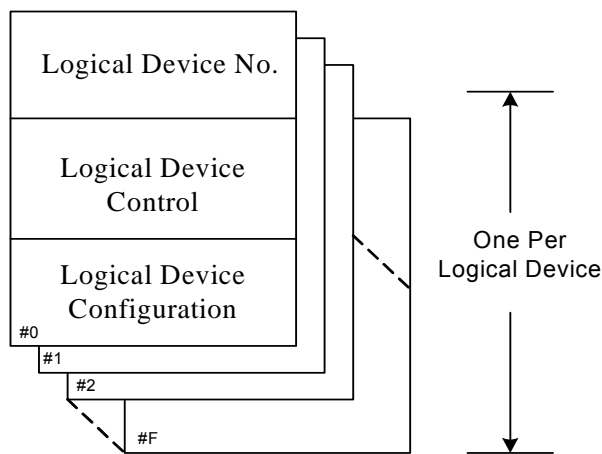 Logical Device No.
Logical Device
Control
Logical Device
Configuration
#0
#1
#2
#F
One Per
Logical Device